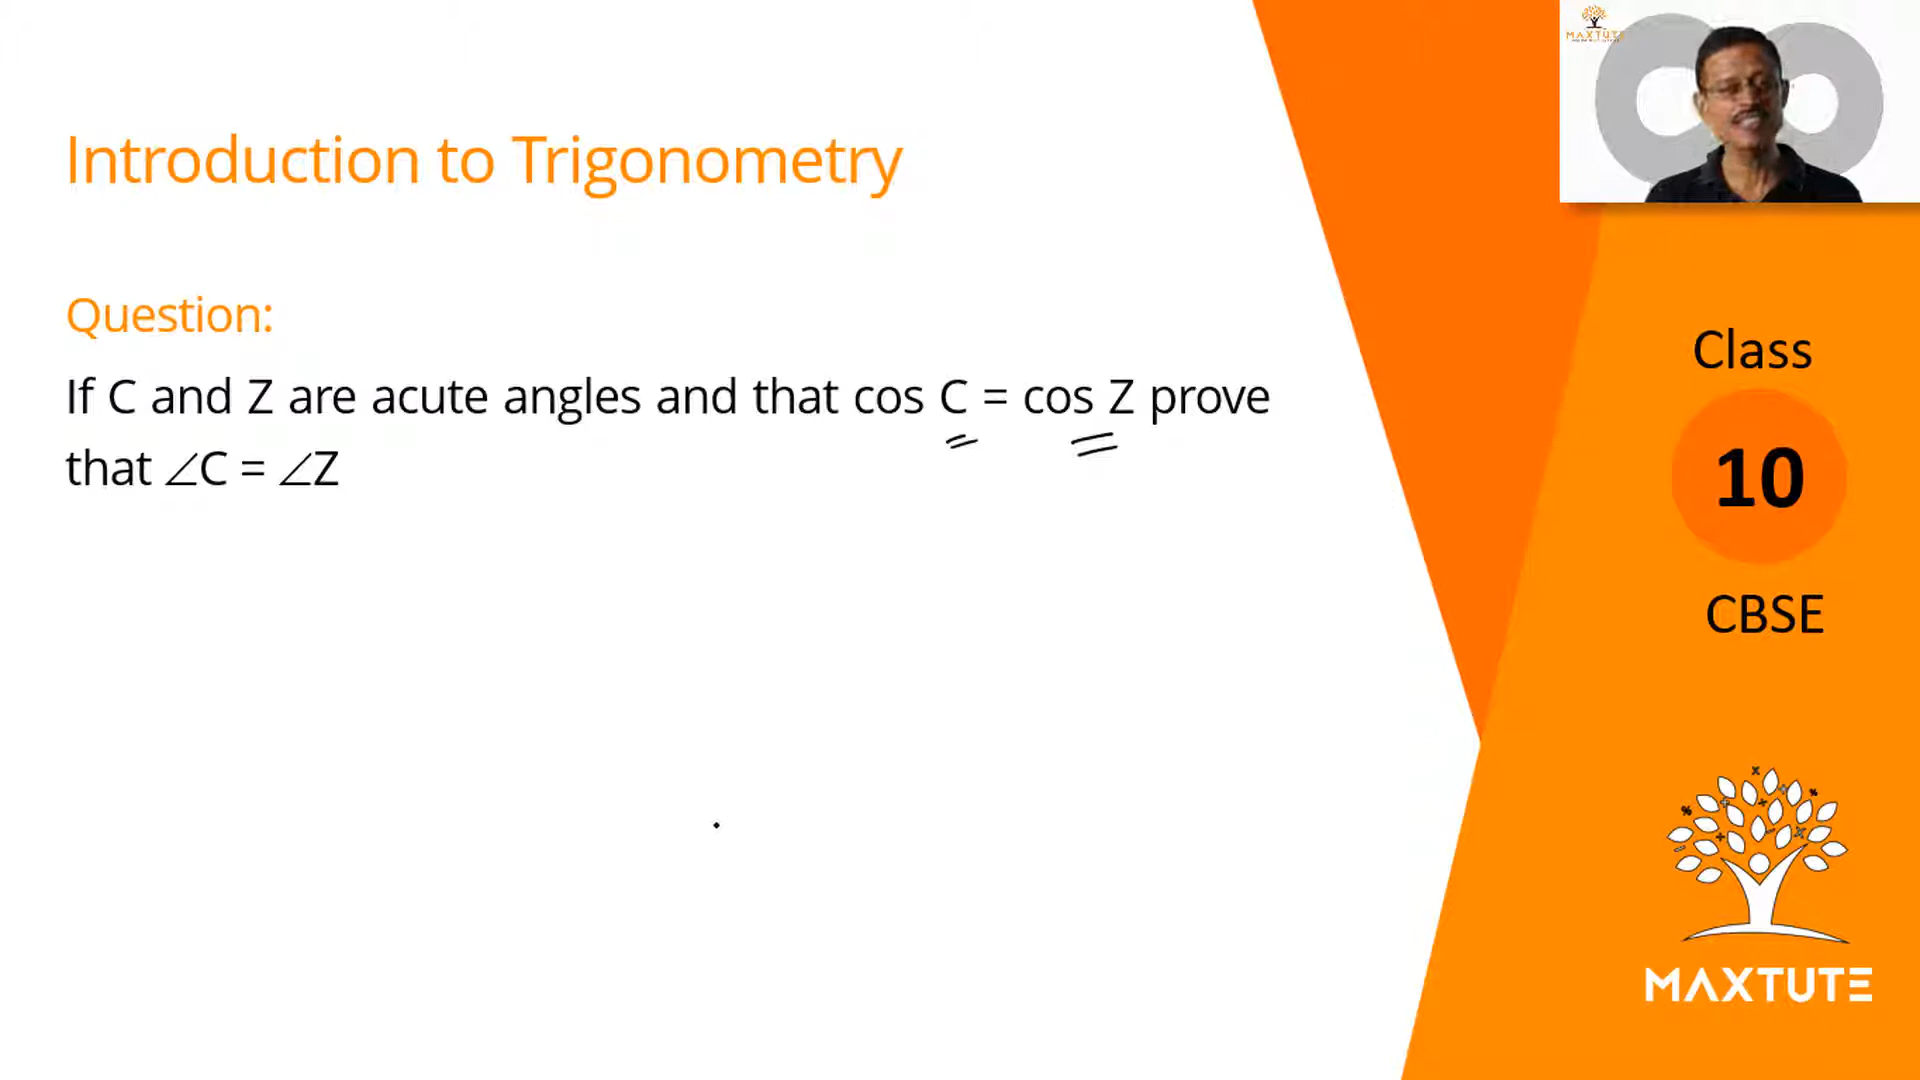 MAXTUTE
Introduction to Trigonometry
Question:
If C and Z are acute angles and that cos C = cos Z prove
that ∠C = ∠Z
Class
10
CBSE
MAXTUTE